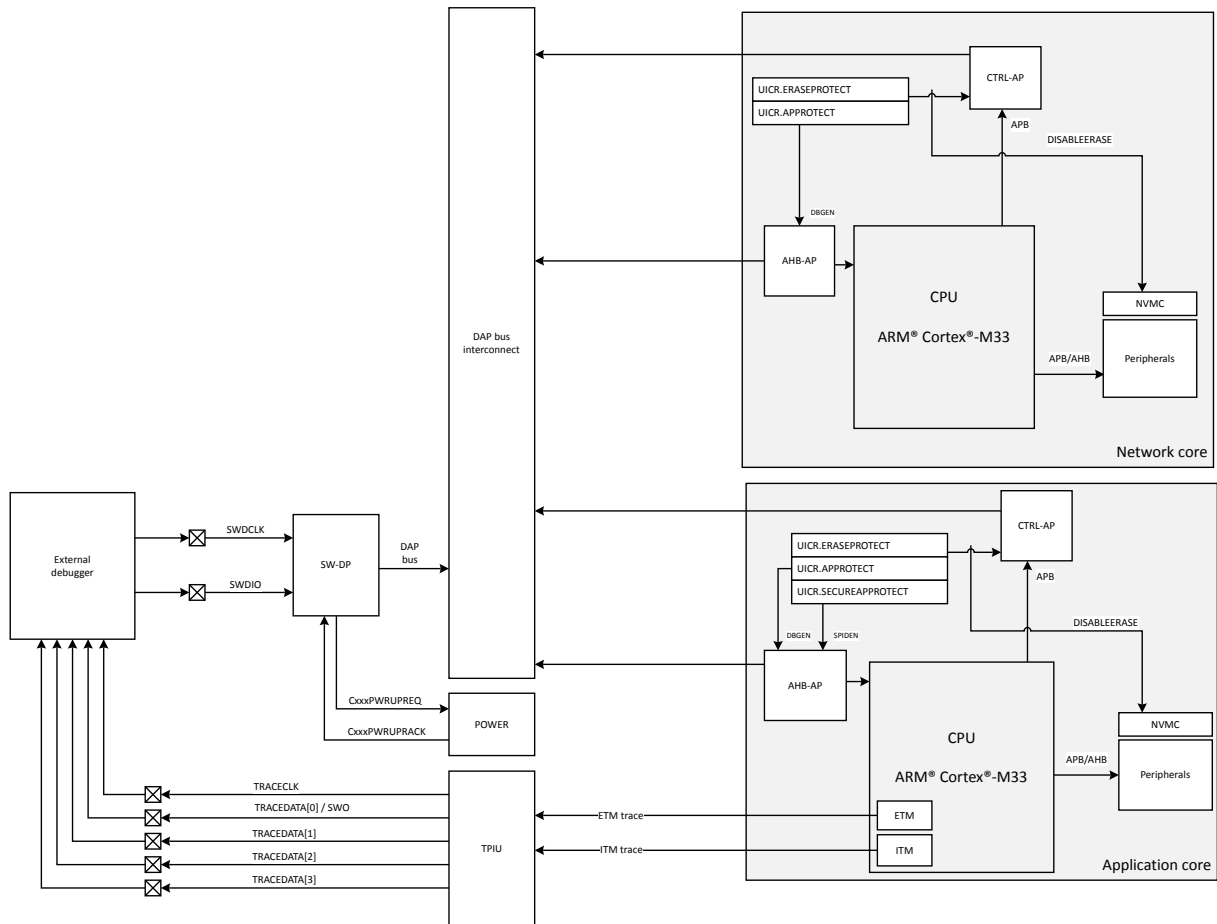 CTRL-AP
UICR.ERASEPROTECT
UICR.APPROTECT
APB
DISABLEERASE
DBGEN
AHB-AP
CPU
ARM® Cortex®-M33
NVMC
APB/AHB
Peripherals
Network core
DAP bus
interconnect
External
debugger
SWDCLK
SWDIO
SW-DP
DAP
bus
CTRL-AP
UICR.ERASEPROTECT
UICR.APPROTECT
UICR.SECUREAPPROTECT
APB
DISABLEERASE
DBGEN
SPIDEN
AHB-AP
CxxxPWRUPREQ
CxxxPWRUPRACK
POWER
CPU
ARM® Cortex®-M33
NVMC
APB/AHB
Peripherals
TRACECLK
TRACEDATA[0] / SWO
TRACEDATA[1]
TRACEDATA[2]
TRACEDATA[3]
TPIU
ETM trace
ITM trace
ETM
ITM
Application core